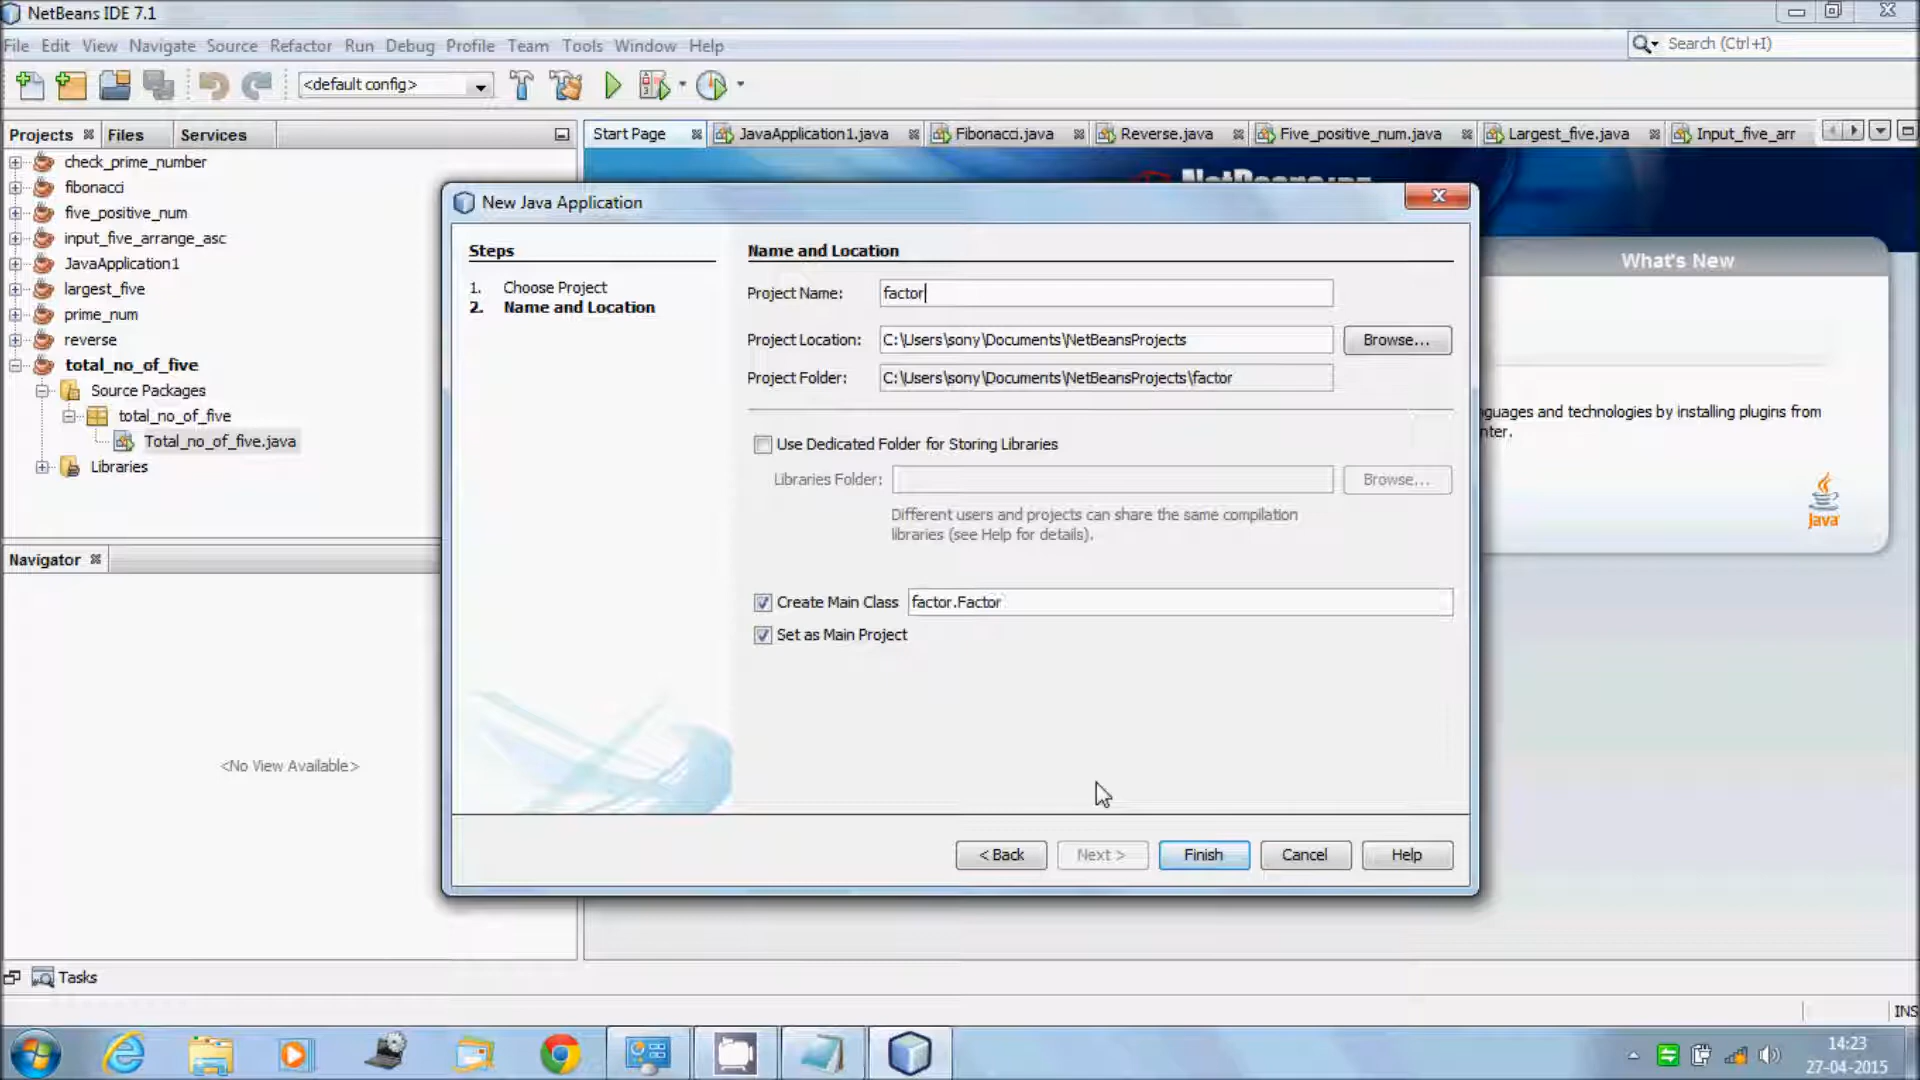 NetBeans IDE 7.1
File Edit View Navigate Source Refactor Run Debug Profile Team Tools Window Help
Search (Ctrl+I)
<default config>
Projects Files Services
Start Page JavaApplication1.java Fibonacci.java Reverse.java Five_positive_num.java Largest_five.java Input_five_arr
check_prime_number
fibonacci
five_positive_num
input_five_arrange_asc
JavaApplication1
largest_five
prime_num
reverse
total_no_of_five
Source Packages
total_no_of_five
Total_no_of_five.java
Libraries
Navigator
<No View Available>
New Java Application
Steps
1. Choose Project
2. Name and Location
Name and Location
Project Name: factor
Project Location: C:\Users\sony\Documents\NetBeansProjects Browse...
Project Folder: C:\Users\sony\Documents\NetBeansProjects\factor
Use Dedicated Folder for Storing Libraries
Libraries Folder: Browse...
Different users and projects can share the same compilation
libraries (see Help for details).
Create Main Class factor.Factor
Set as Main Project
< Back Next > Finish Cancel Help
What's New
guages and technologies by installing plugins from
nter.
Java
Tasks
INS
14:23
27-04-2015